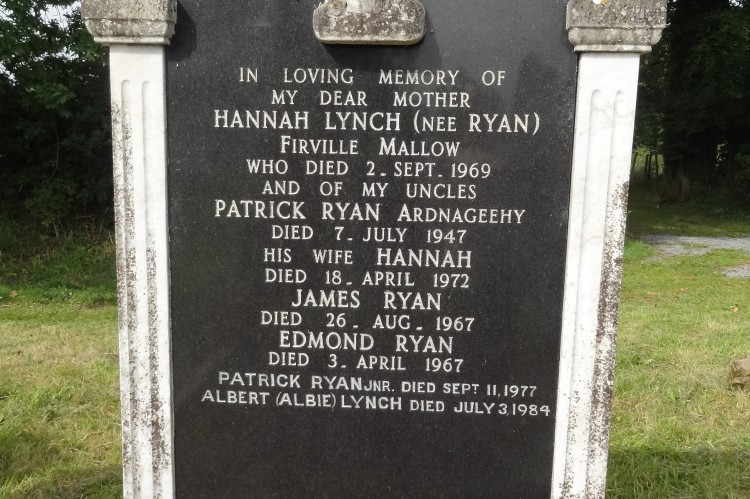 IN LOVING MEMORY OF
MY DEAR MOTHER
HANNAH LYNCH (NEE RYAN)
FIRVILLE MALLOW
WHO DIED 2-SEPT-1969
AND OF MY UNCLES
PATRICK RYAN ARDNAGEEHY
DIED 7-JULY 1947
HIS WIFE HANNAH
DIED 18-APRIL 1972
JAMES RYAN
DIED 26-AUG-1967
EDMOND RYAN
DIED 3-APRIL 1967
PATRICK RYAN JNR. DIED SEPT 11,1977
ALBERT (ALBIE) LYNCH DIED JULY 3,1984